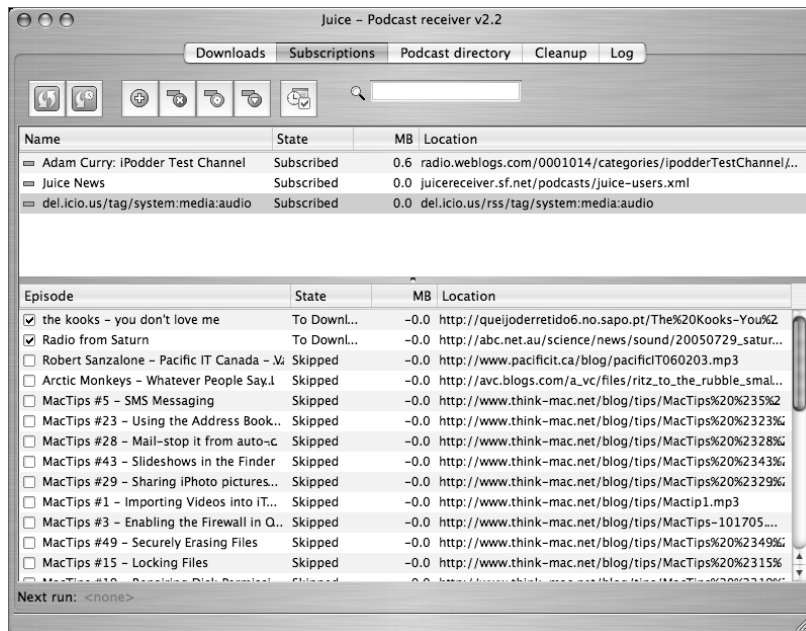 Juice – Podcast receiver v2.2
Downloads Subscriptions Podcast directory Cleanup Log
Name State MB Location
Adam Curry: iPodder Test Channel Subscribed 0.6 radio.weblogs.com/0001014/categories/ipodderTestChannel/...
Juice News Subscribed 0.0 juicereceiver.sf.net/podcasts/juice-users.xml
del.icio.us/tag/system:media:audio Subscribed 0.0 del.icio.us/rss/tag/system:media:audio
Episode State MB Location
the kooks – you don't love me To Downl... -0.0 http://queijoderretido6.no.sapo.pt/The%20Kooks-You%2
Radio from Saturn To Downl... -0.0 http://abc.net.au/science/news/sound/20050729_satur...
Robert Sanzalone – Pacific IT Canada – Skipped -0.0 http://www.pacificit.ca/blog/pacificIT060203.mp3
Arctic Monkeys – Whatever People Say Skipped -0.0 http://avc.blogs.com/a_vc/files/ritz_to_the_rubble_smal...
MacTips #5 – SMS Messaging Skipped -0.0 http://www.think-mac.net/blog/tips/MacTips%20%235%2
MacTips #23 – Using the Address Book... Skipped -0.0 http://www.think-mac.net/blog/tips/MacTips%20%2323%2
MacTips #28 – Mail-stop it from auto-c Skipped -0.0 http://www.think-mac.net/blog/tips/MacTips%20%2328%2
MacTips #43 – Slideshows in the Finder Skipped -0.0 http://www.think-mac.net/blog/tips/MacTips%20%2343%2
MacTips #29 – Sharing iPhoto pictures... Skipped -0.0 http://www.think-mac.net/blog/tips/MacTips%20%2329%2
MacTips #1 – Importing Videos into iT... Skipped -0.0 http://www.think-mac.net/blog/tips/Mactip1.mp3
MacTips #3 – Enabling the Firewall in O... Skipped -0.0 http://www.think-mac.net/blog/tips/MacTips-101705....
MacTips #49 – Securely Erasing Files Skipped -0.0 http://www.think-mac.net/blog/tips/MacTips%20%2349%2
MacTips #15 – Locking Files Skipped -0.0 http://www.think-mac.net/blog/tips/MacTips%20%2315%
Next run: <none>